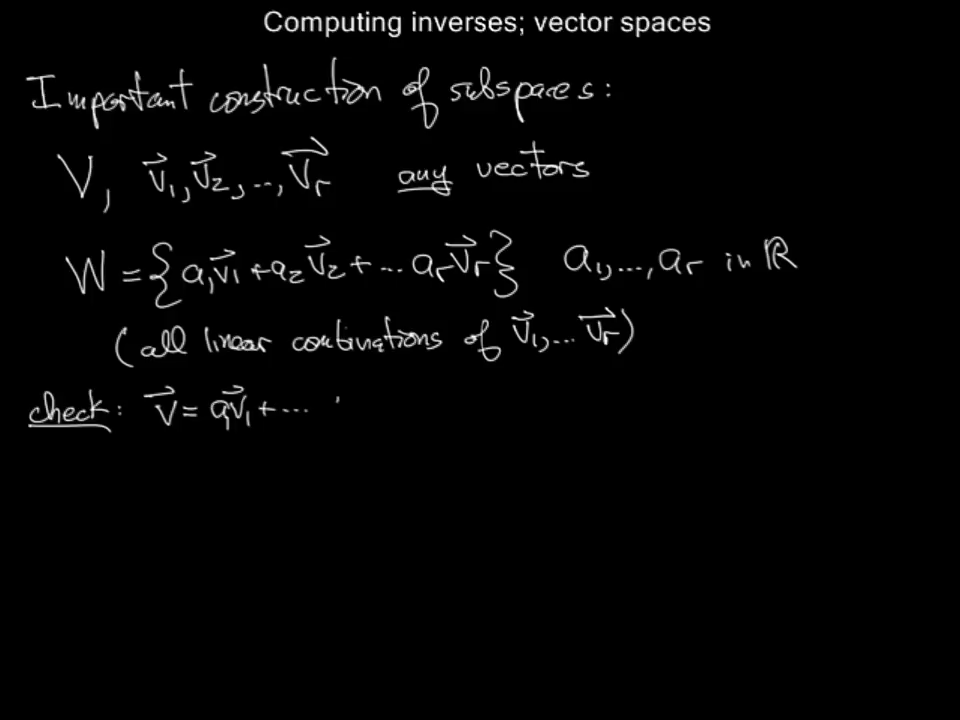 Computing inverses; vector spaces
Important construction of subspaces:
V, v⃗₁, v⃗₂, ..., v⃗ᵣ any vectors
W = {a₁v⃗₁ + a₂v⃗₂ + ... aᵣv⃗ᵣ} a₁, ..., aᵣ in ℝ
(all linear combinations of v⃗₁, ... v⃗ᵣ)
check: v⃗ = a₁v⃗₁ + ...